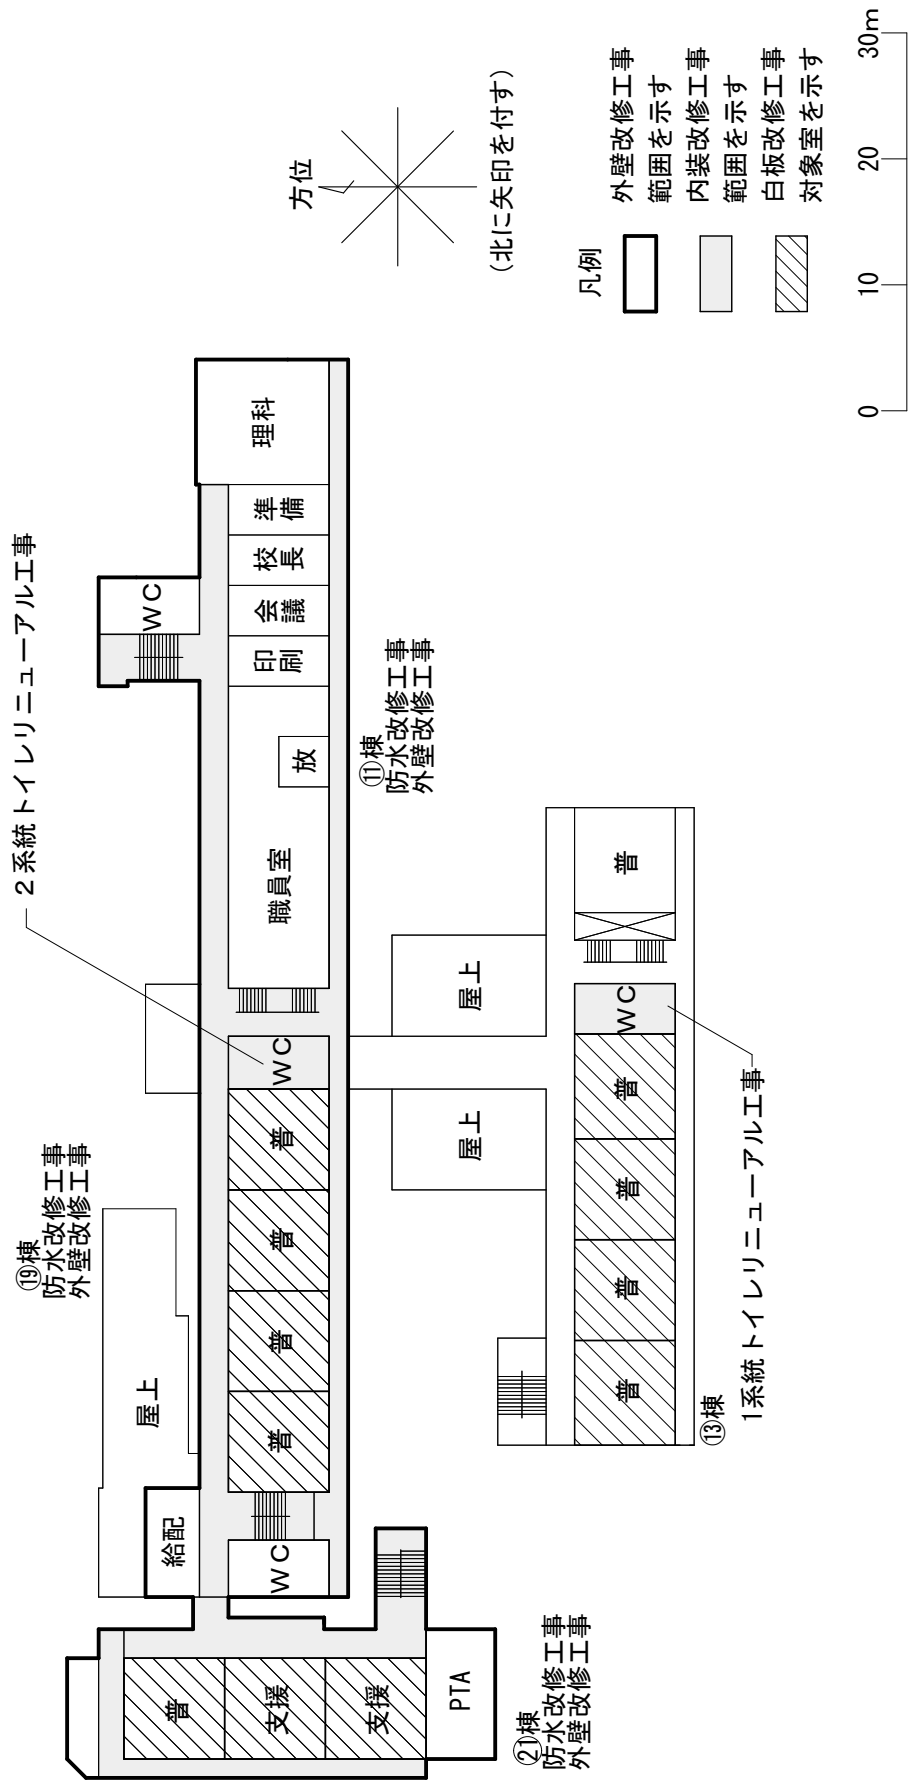 2系統トイレリニューアル工事
⑲棟
防水改修工事
外壁改修工事
屋上
給配
WC
理科
準備
校長
会議
印刷
放
職員室
WC
普
普
普
普
WC
⑪棟
防水改修工事
外壁改修工事
普
支援
支援
PTA
㉑棟
防水改修工事
外壁改修工事
屋上
屋上
普
WC
普
普
普
普
⑬棟
1系統トイレリニューアル工事
方位
(北に矢印を付す)
凡例
外壁改修工事
範囲を示す
内装改修工事
範囲を示す
白板改修工事
対象室を示す
0
10
20
30m